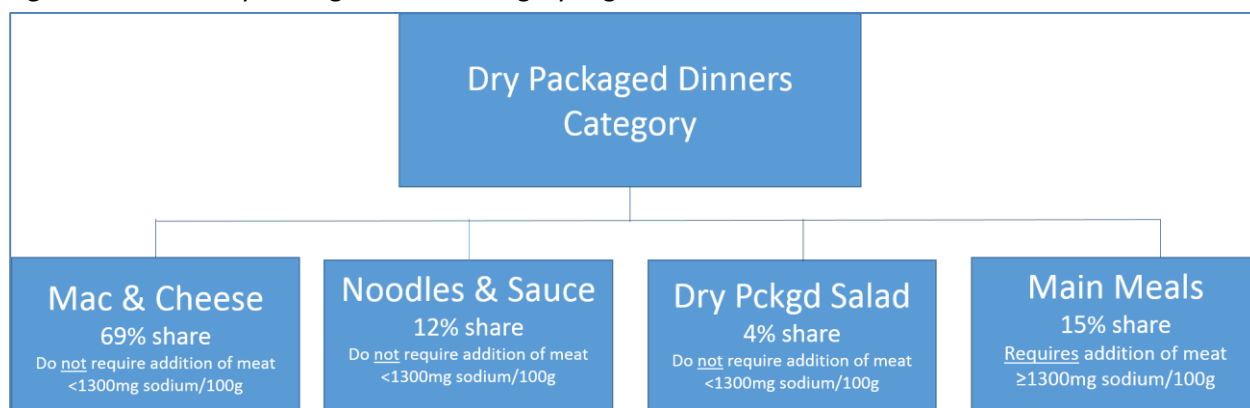 Dry Packaged Dinners
Category
Mac & Cheese
69% share
Do not require addition of meat
<1300mg sodium/100g
Noodles & Sauce
12% share
Do not require addition of meat
<1300mg sodium/100g
Dry Pckgd Salad
4% share
Do not require addition of meat
<1300mg sodium/100g
Main Meals
15% share
Requires addition of meat
≥1300mg sodium/100g